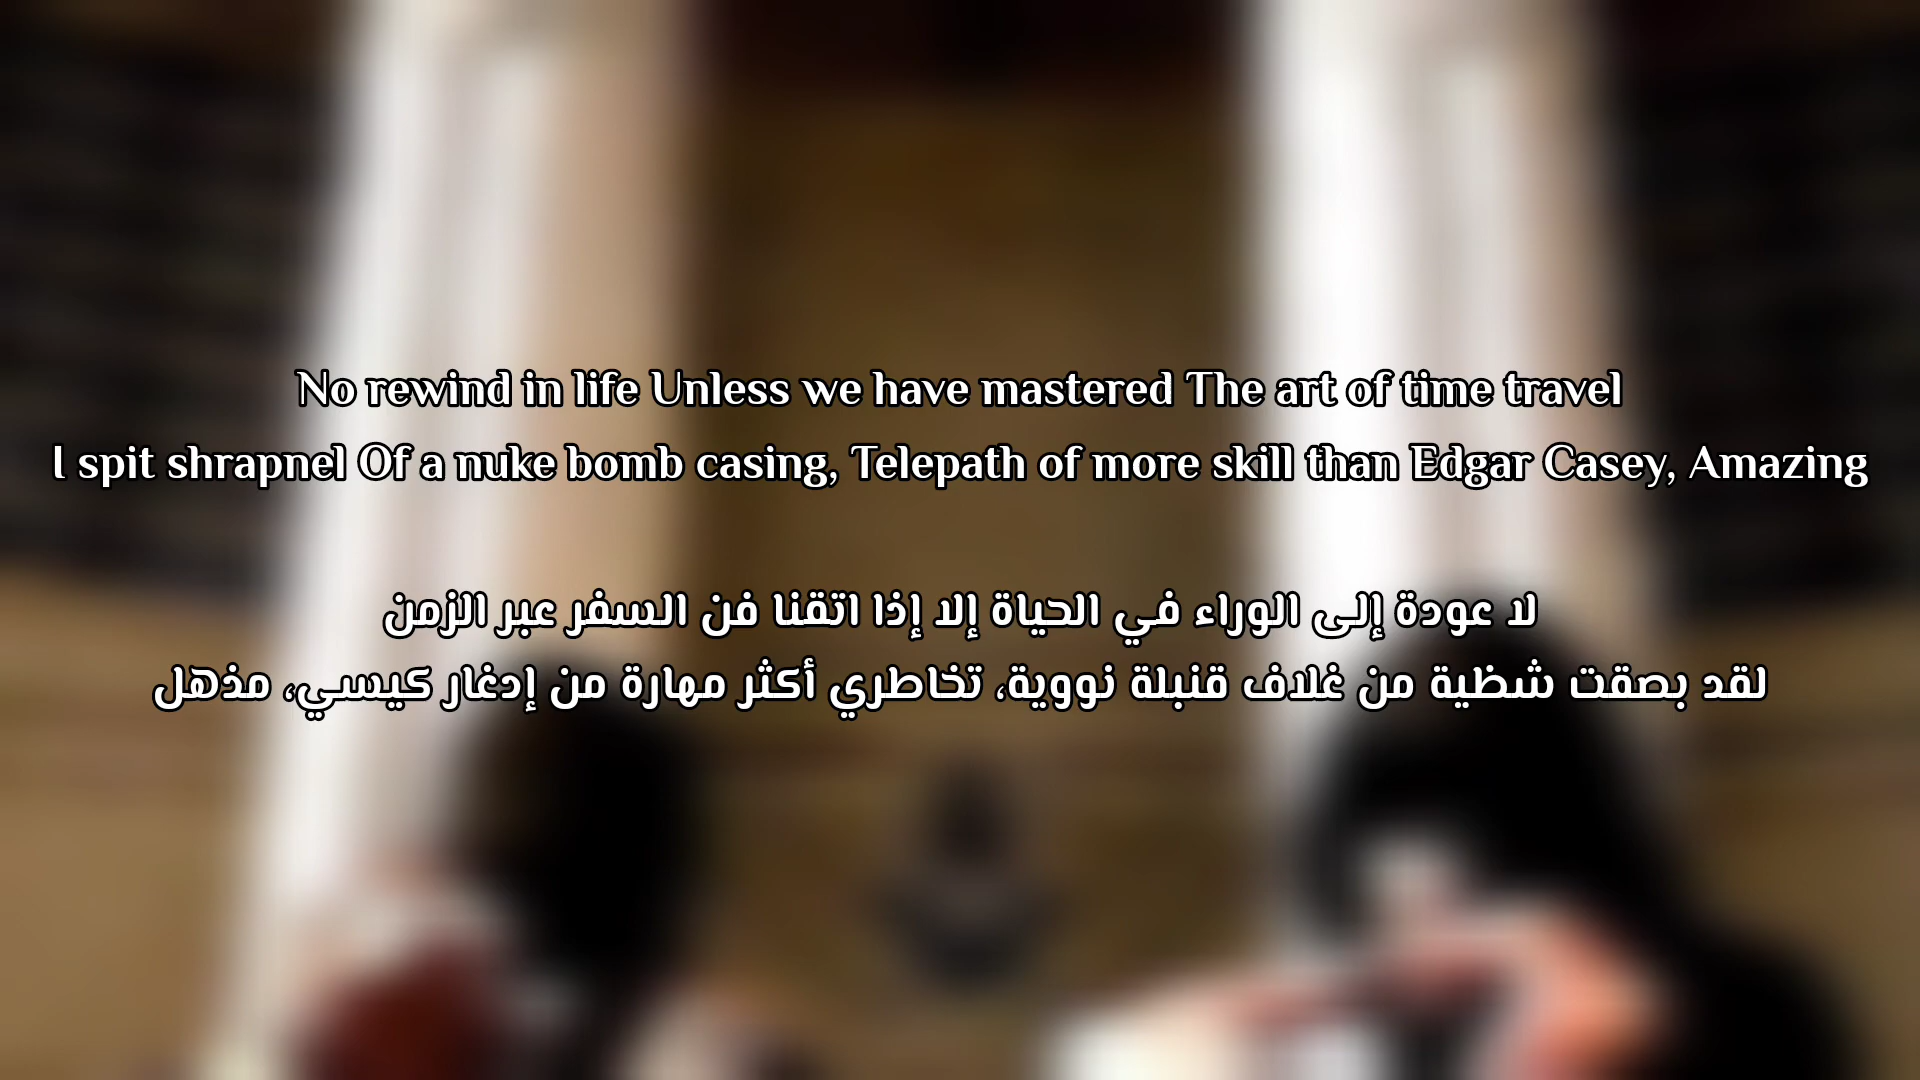 No rewind in life Unless we have mastered The art of time travel
I spit shrapnel Of a nuke bomb casing, Telepath of more skill than Edgar Casey, Amazing
لا عودة إلى الوراء في الحياة إلا إذا اتقنا فن السفر عبر الزمن
لقد بصقت شظية من غلاف قنبلة نووية، تخاطري أكثر مهارة من إدغار كيسي، مذهل